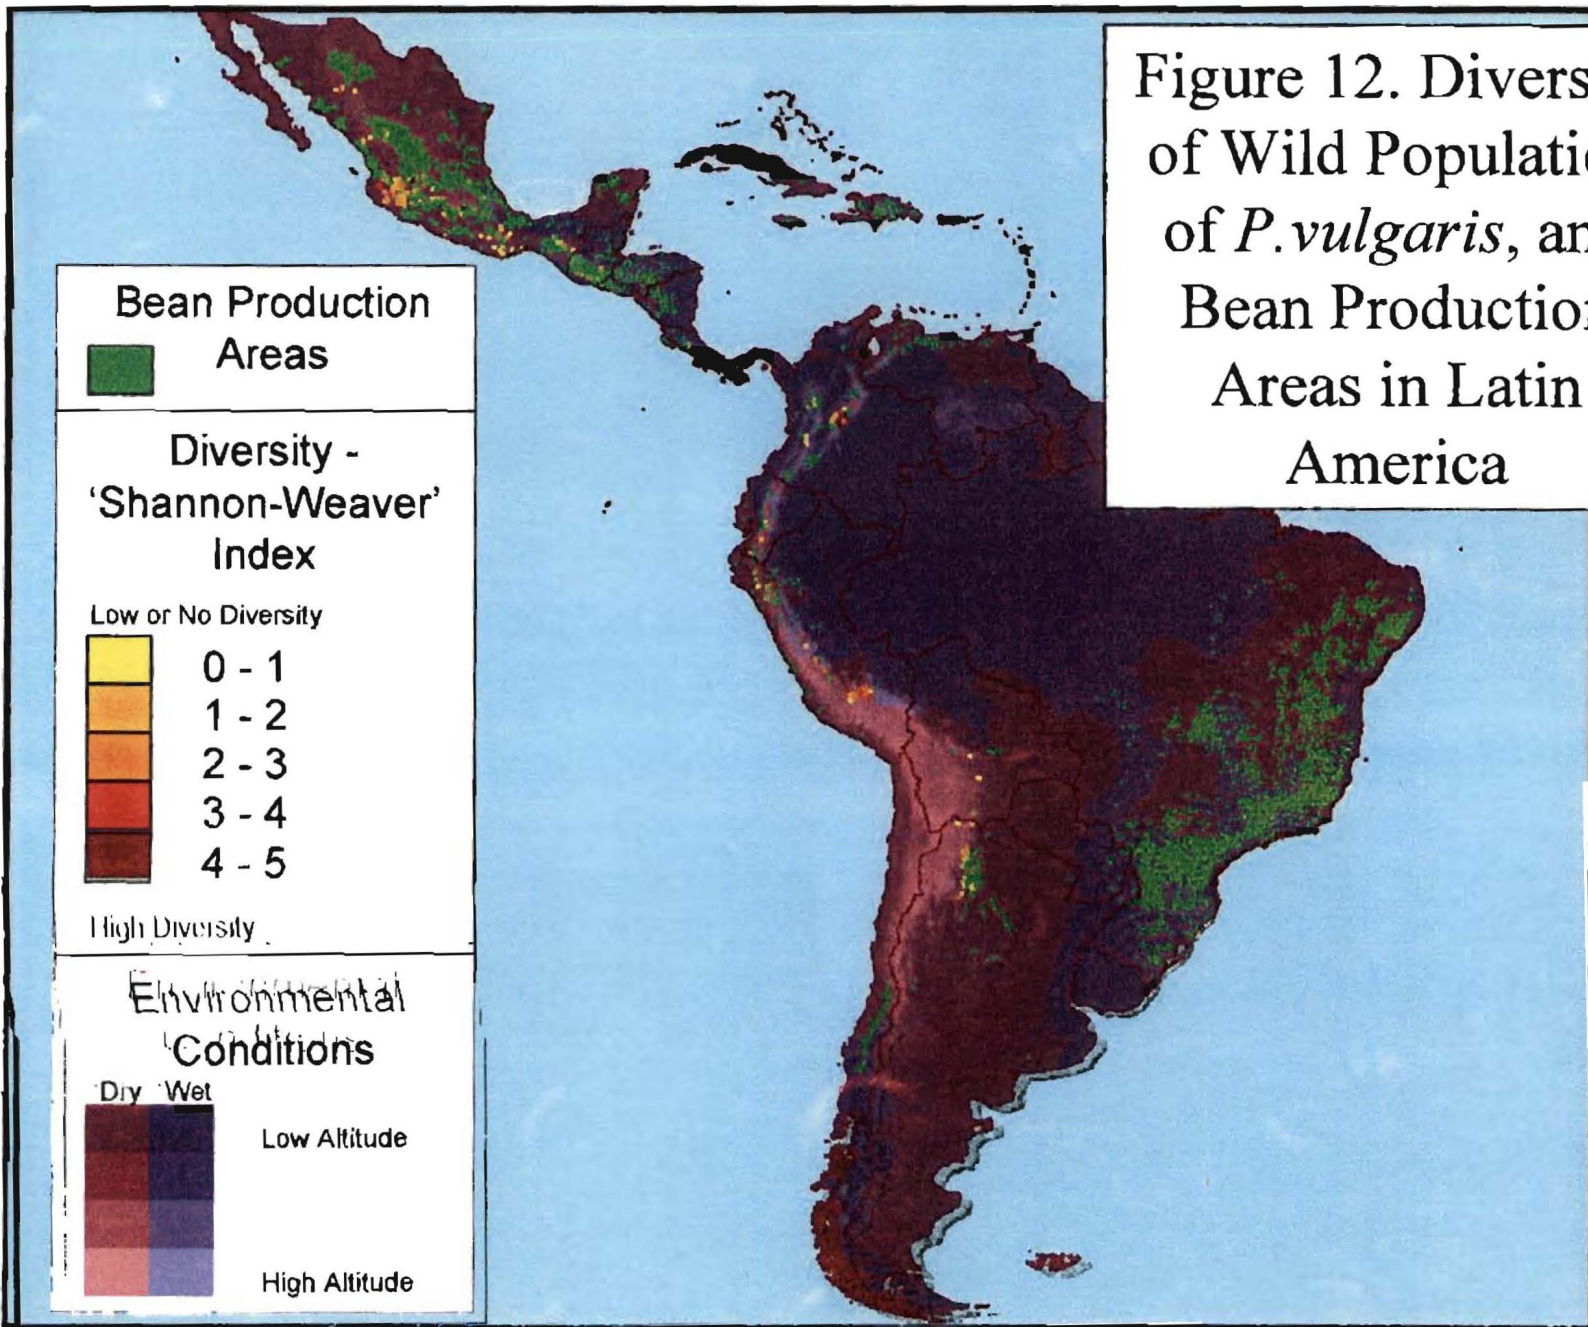 Figure 12. Divers
of Wild Populati
of P.vulgaris, an
Bean Production
Areas in Latin
America
Bean Production
Areas
Diversity -
‘Shannon-Weaver’
Index
Low or No Diversity
0 - 1
1 - 2
2 - 3
3 - 4
4 - 5
High Diversity
Environmental
Conditions
Dry Wet
Low Altitude
High Altitude